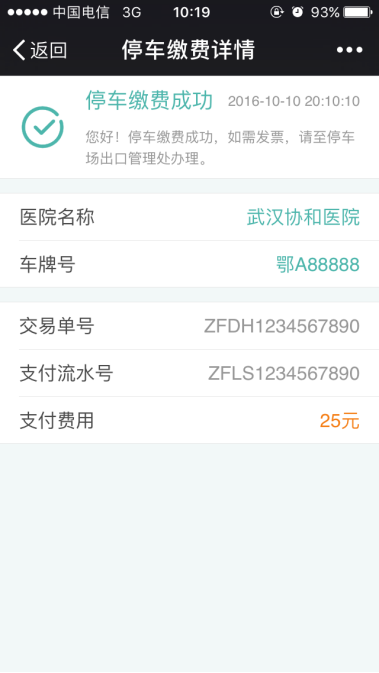 中国电信 3G 10:19 93%
返回 停车缴费详情
停车缴费成功 2016-10-10 20:10:10
您好！停车缴费成功，如需发票，请至停车
场出口管理处办理。
医院名称 武汉协和医院
车牌号 鄂A88888
交易单号 ZFDH1234567890
支付流水号 ZFLS1234567890
支付费用 25元